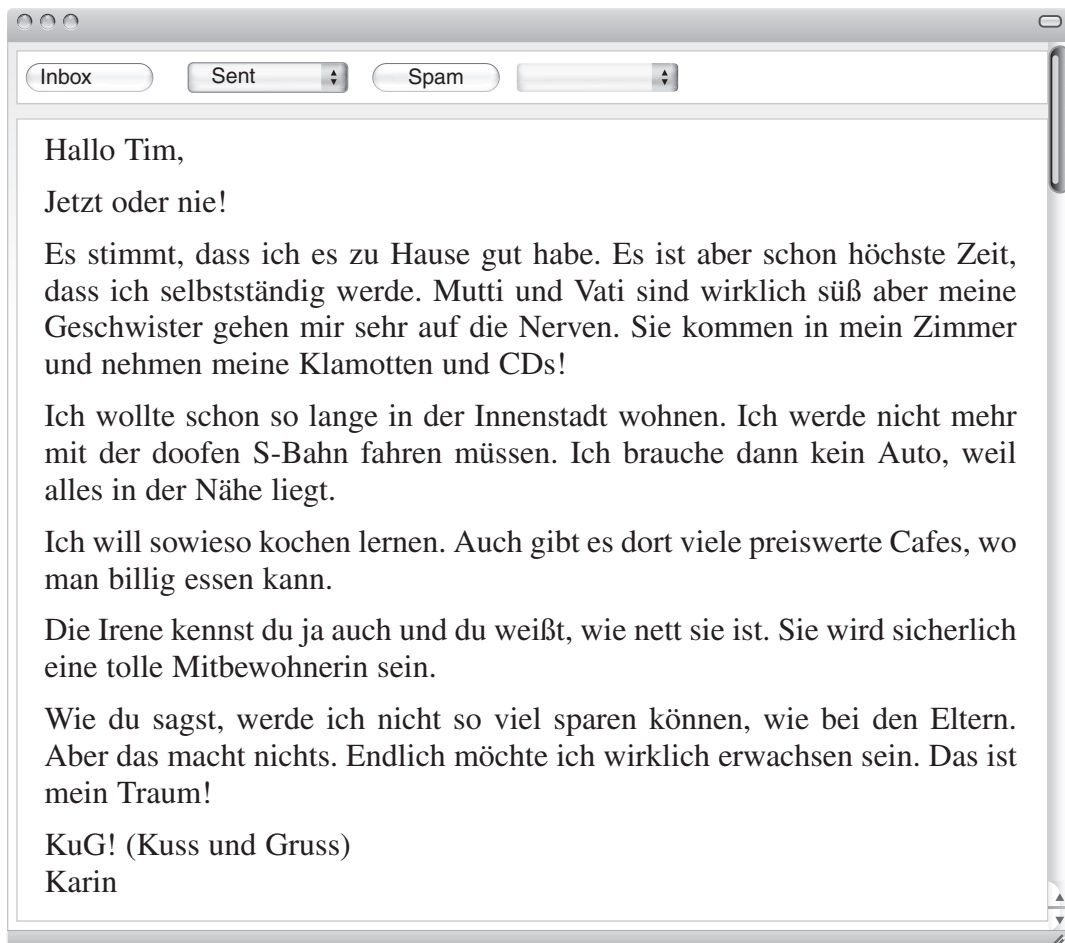 Inbox Sent Spam
Hallo Tim,
Jetzt oder nie!
Es stimmt, dass ich es zu Hause gut habe. Es ist aber schon höchste Zeit,
dass ich selbstständig werde. Mutti und Vati sind wirklich süß aber meine
Geschwister gehen mir sehr auf die Nerven. Sie kommen in mein Zimmer
und nehmen meine Klamotten und CDs!
Ich wollte schon so lange in der Innenstadt wohnen. Ich werde nicht mehr
mit der doofen S-Bahn fahren müssen. Ich brauche dann kein Auto, weil
alles in der Nähe liegt.
Ich will sowieso kochen lernen. Auch gibt es dort viele preiswerte Cafes, wo
man billig essen kann.
Die Irene kennst du ja auch und du weißt, wie nett sie ist. Sie wird sicherlich
eine tolle Mitbewohnerin sein.
Wie du sagst, werde ich nicht so viel sparen können, wie bei den Eltern.
Aber das macht nichts. Endlich möchte ich wirklich erwachsen sein. Das ist
mein Traum!
KuG! (Kuss und Gruss)
Karin